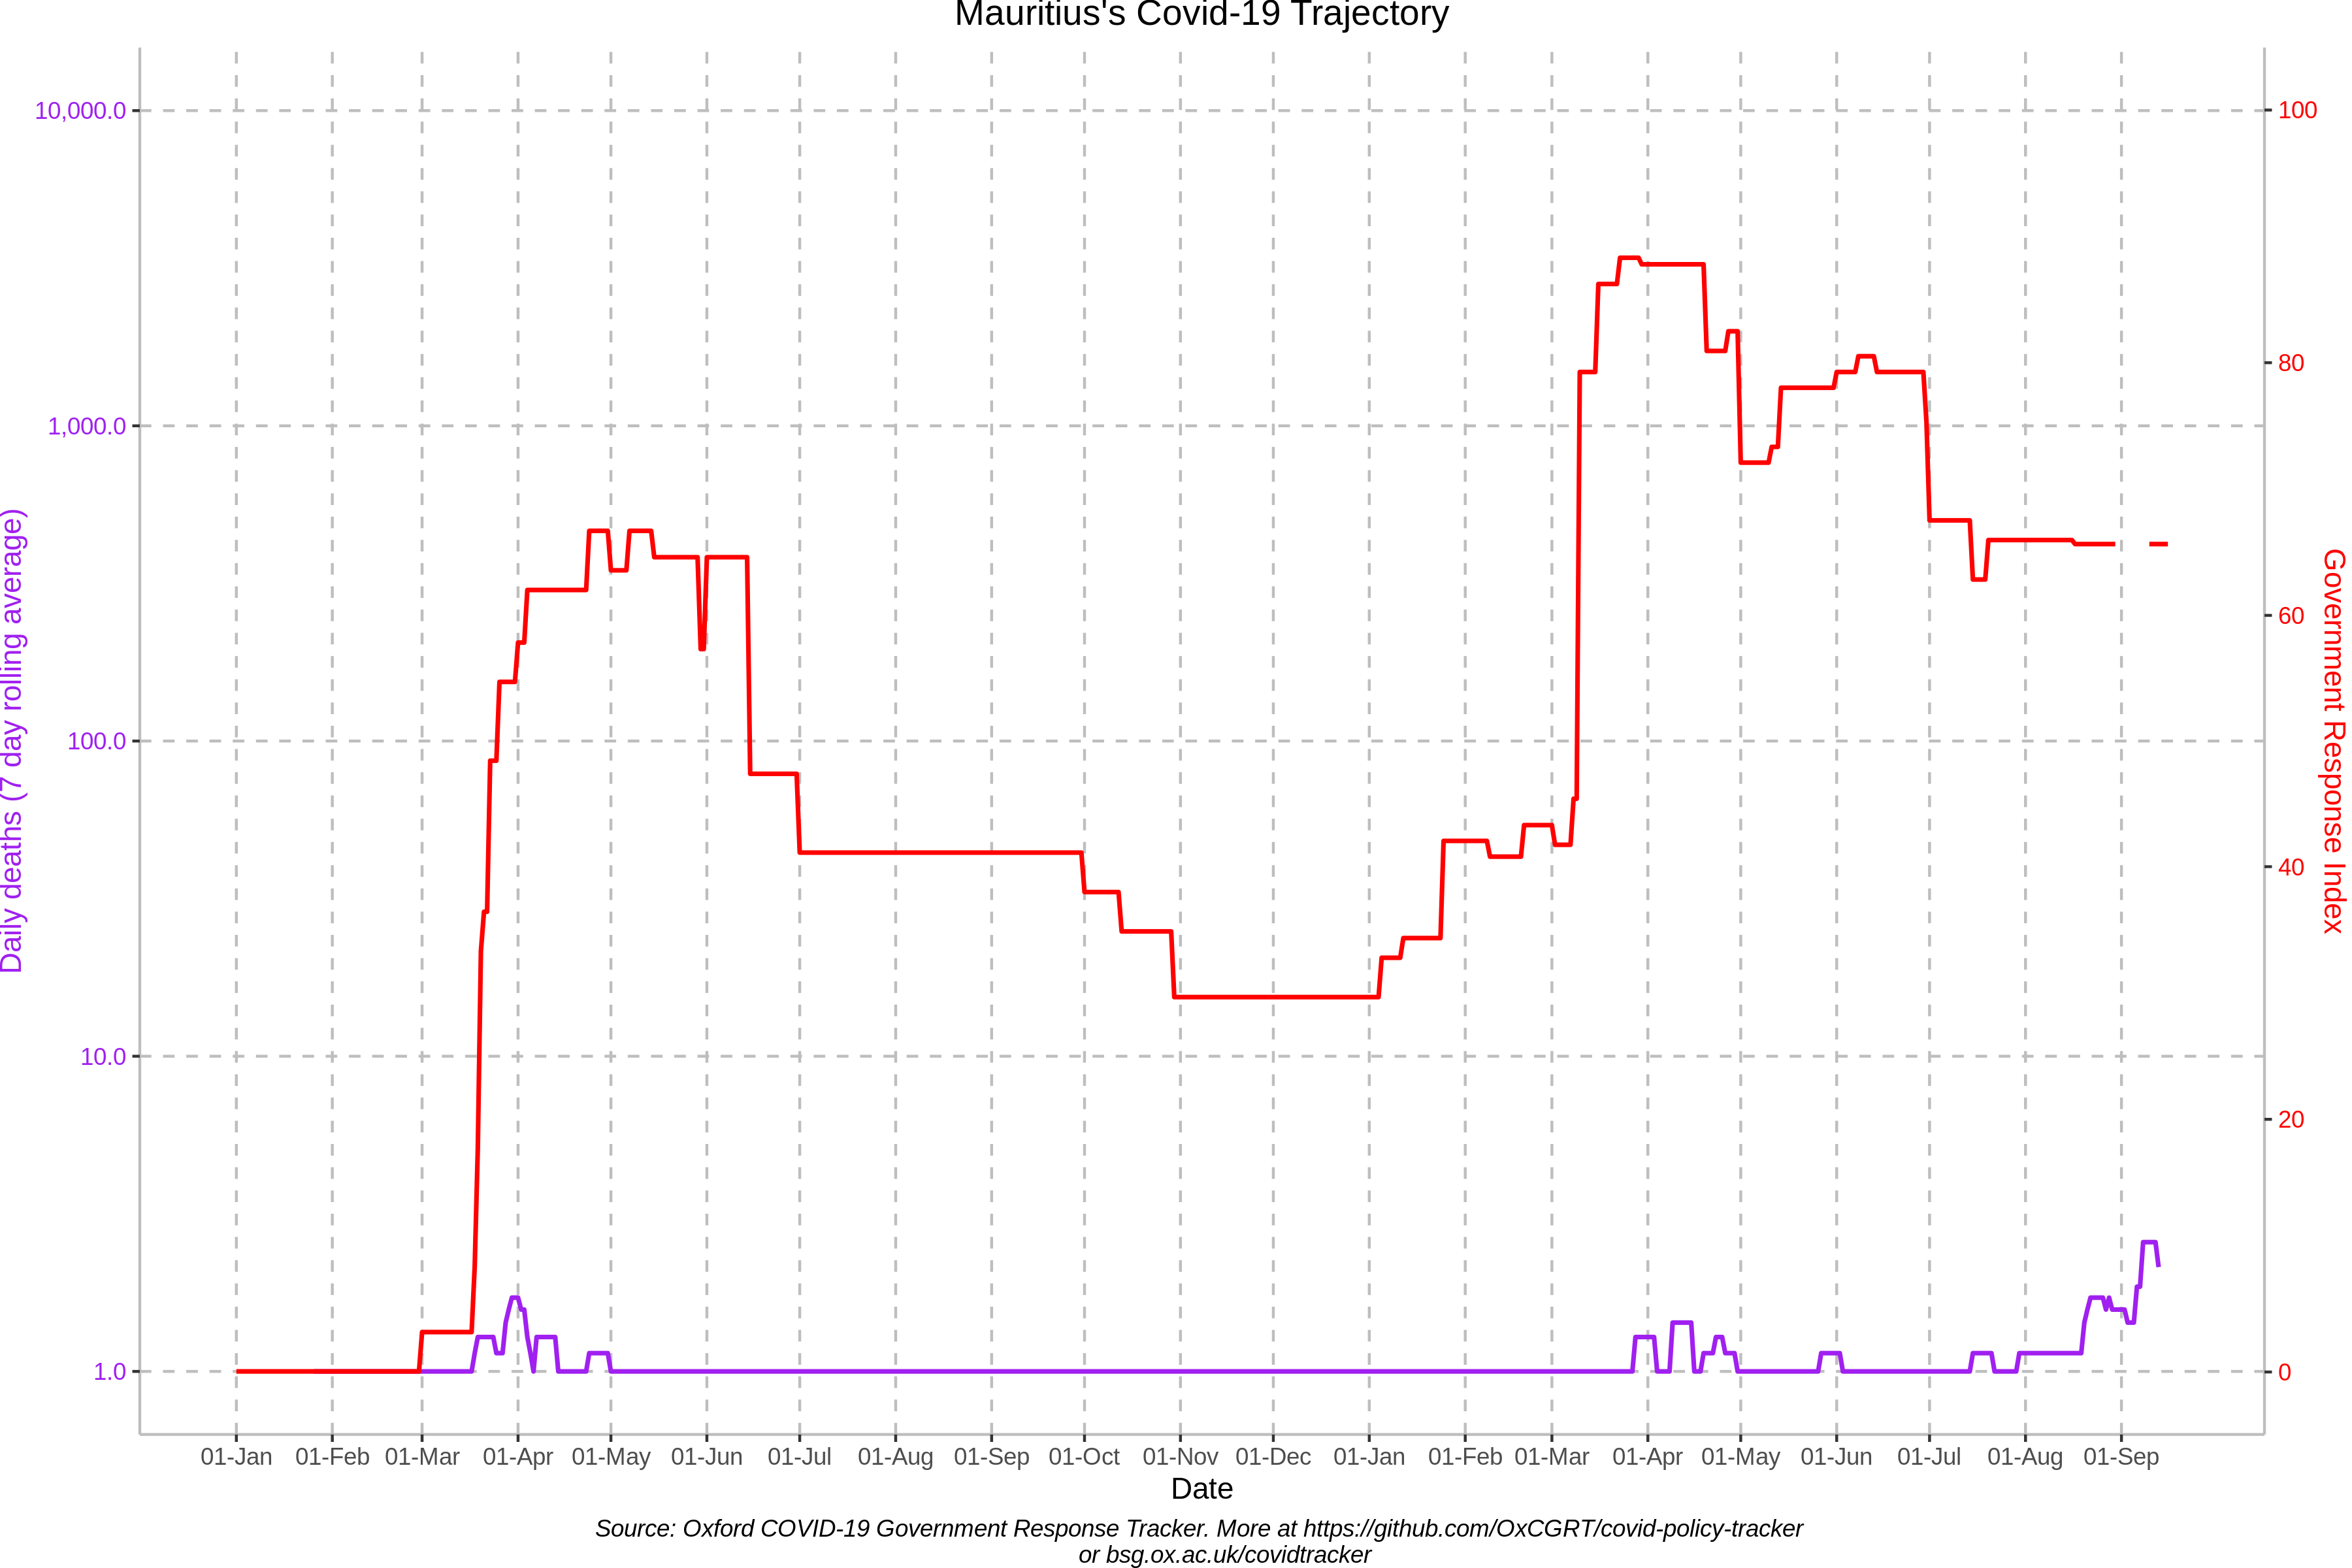 Mauritius's Covid-19 Trajectory
10,000.0
1,000.0
100.0
10.0
1.0
Daily deaths (7 day rolling average)
100
80
60
40
20
0
Government Response Index
01-Jan 01-Feb 01-Mar 01-Apr 01-May 01-Jun 01-Jul 01-Aug 01-Sep 01-Oct 01-Nov 01-Dec 01-Jan 01-Feb 01-Mar 01-Apr 01-May 01-Jun 01-Jul 01-Aug 01-Sep
Date
Source: Oxford COVID-19 Government Response Tracker. More at https://github.com/OxCGRT/covid-policy-tracker
or bsg.ox.ac.uk/covidtracker